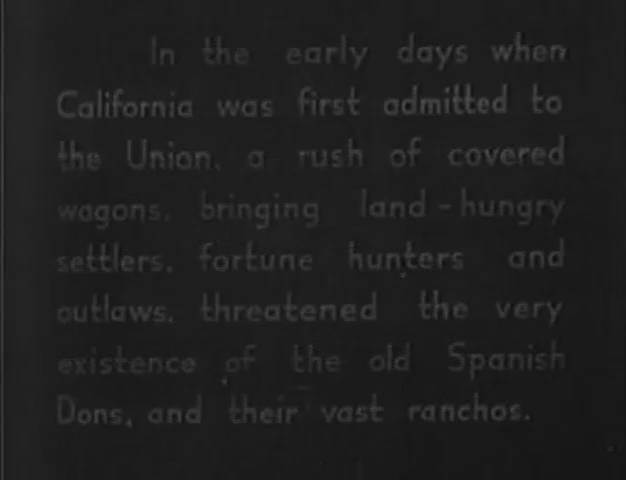 In the early days when
California was first admitted to
the Union, a rush of covered
wagons, bringing land-hungry
settlers, fortune hunters and
outlaws, threatened the very
existence of the old Spanish
Dons, and their vast ranchos.